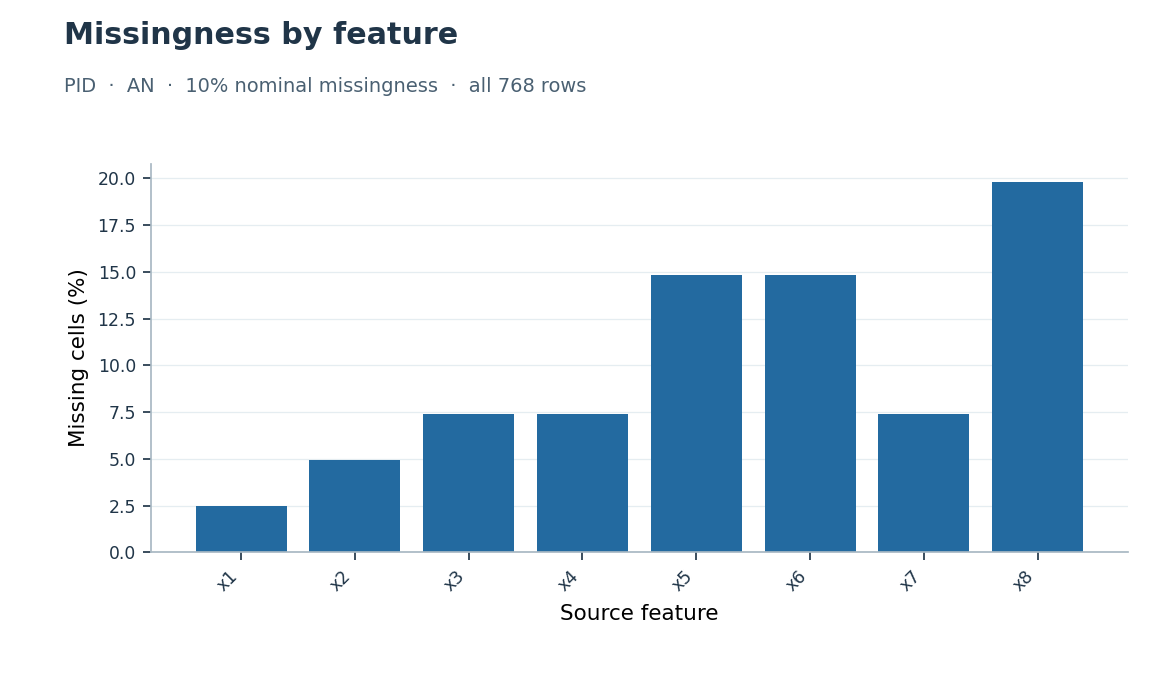 Missingness by feature
PID · AN · 10% nominal missingness · all 768 rows
20.0
17.5
15.0
12.5
10.0
7.5
5.0
2.5
0.0
Missing cells (%)
x1 x2 x3 x4 x5 x6 x7 x8
Source feature